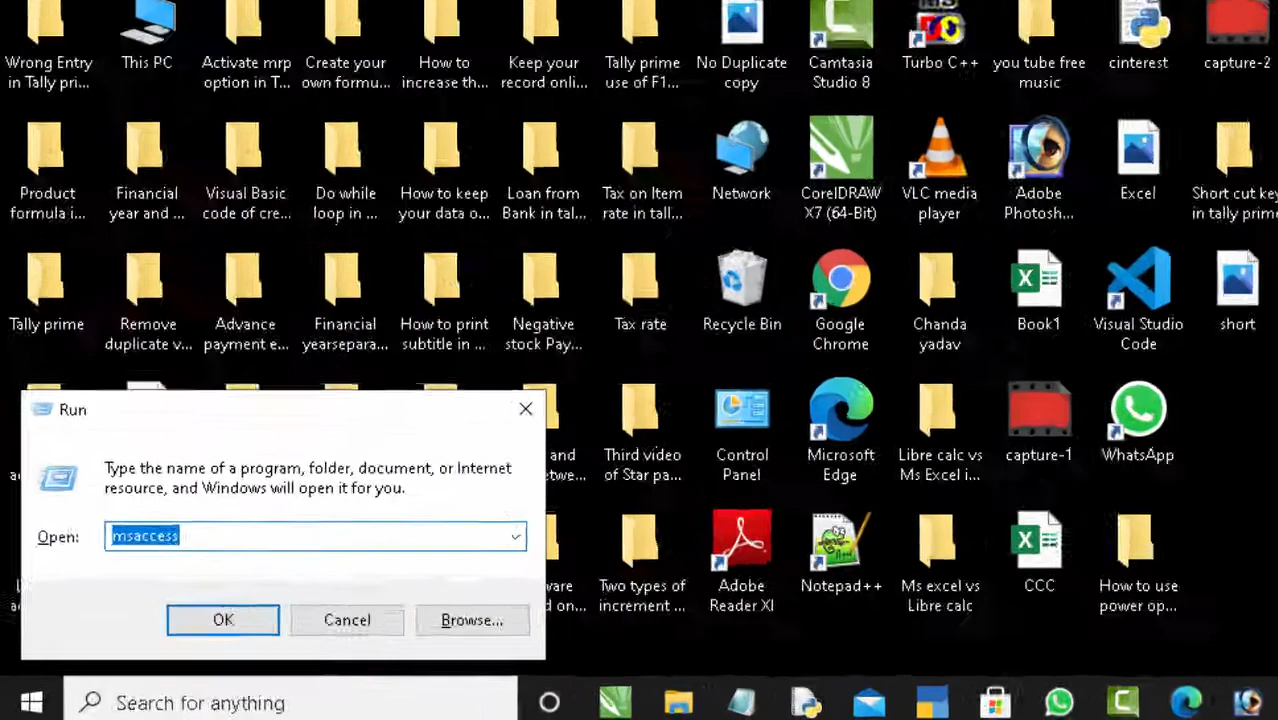 Wrong Entry
in Tally pri...
This PC
Activate mrp
option in T...
Create your
own formu...
How to
increase th...
Keep your
record onli...
Tally prime
use of F1...
No Duplicate
copy
Camtasia
Studio 8
Turbo C++
you tube free
music
cinterest
capture-2
Product
formula i...
Financial
year and ...
Visual Basic
code of cre...
Do while
loop in ...
How to keep
your data o...
Loan from
Bank in tal...
Tax on Item
rate in tall...
Network
CorelDRAW
X7 (64-Bit)
VLC media
player
Adobe
Photosh...
Excel
Short cut key
in tally prime
Tally prime
Remove
duplicate v...
Advance
payment e...
Financial
yearsepara...
How to print
subtitle in ...
Negative
stock Pay...
Tax rate
Recycle Bin
Google
Chrome
Chanda
yadav
Book1
Visual Studio
Code
short
and
Third video
of Star pa...
Control
Panel
Microsoft
Edge
Libre calc vs
Ms Excel i...
capture-1
WhatsApp
Two types of
increment ...
Adobe
Reader XI
Notepad++
Ms excel vs
Libre calc
CCC
How to use
power op...
Run
Type the name of a program, folder, document, or Internet
resource, and Windows will open it for you.
Open:
msaccess
OK
Cancel
Browse...
Search for anything